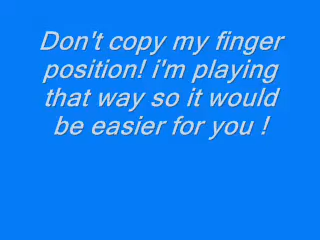 Don't copy my finger
position! i'm playing
that way so it would
be easier for you !